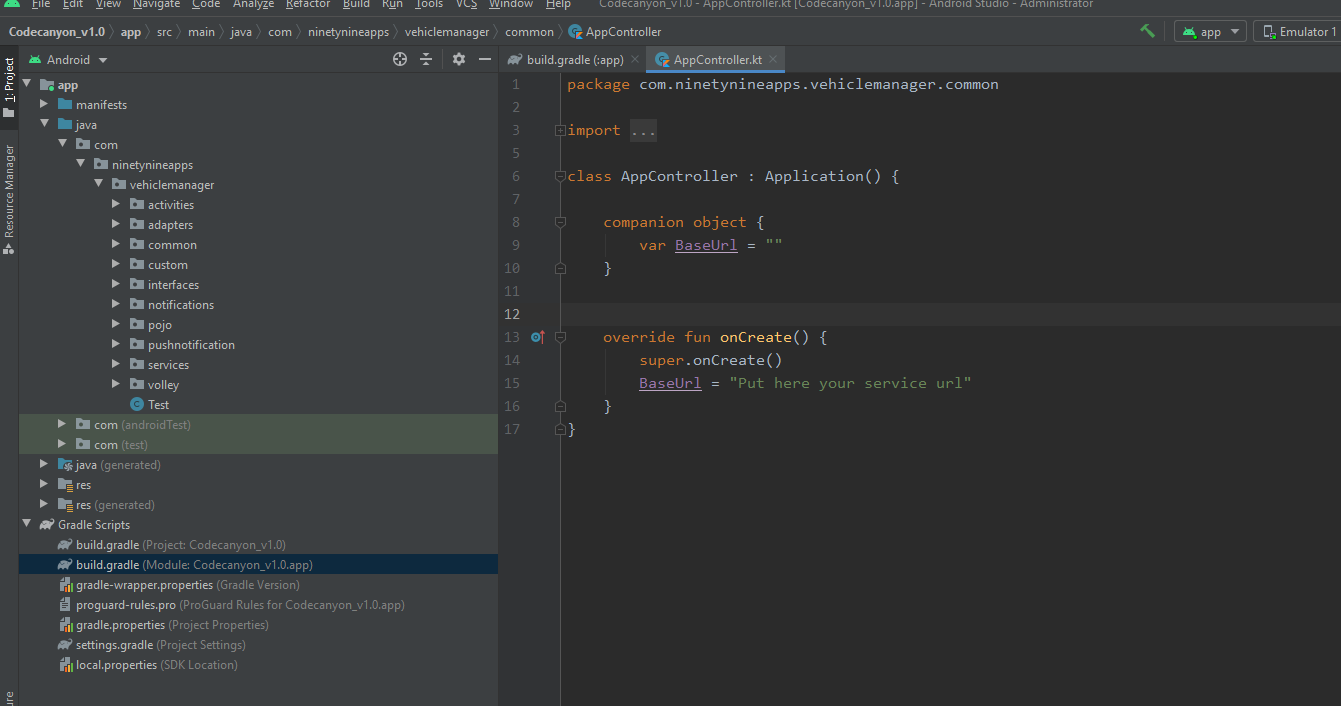 File Edit View Navigate Code Analyze Refactor Build Run Tools VCS Window Help Codecanyon_v1.0 - AppController.kt [Codecanyon_v1.0.app] - Android Studio - Administrator
Codecanyon_v1.0 app src main java com ninetynineapps vehiclemanager common AppController app Emulator 1
1: Project
Resource Manager
Android
app
manifests
java
com
ninetynineapps
vehiclemanager
activities
adapters
common
custom
interfaces
notifications
pojo
pushnotification
services
volley
Test
com (androidTest)
com (test)
java (generated)
res
res (generated)
Gradle Scripts
build.gradle (Project: Codecanyon_v1.0)
build.gradle (Module: Codecanyon_v1.0.app)
gradle-wrapper.properties (Gradle Version)
proguard-rules.pro (ProGuard Rules for Codecanyon_v1.0.app)
gradle.properties (Project Properties)
settings.gradle (Project Settings)
local.properties (SDK Location)
build.gradle (:app) AppController.kt
1 package com.ninetynineapps.vehiclemanager.common
2
3 import ...
5
6 class AppController : Application() {
7
8 companion object {
9 var BaseUrl = ""
10 }
11
12
13 override fun onCreate() {
14 super.onCreate()
15 BaseUrl = "Put here your service url"
16 }
17 }